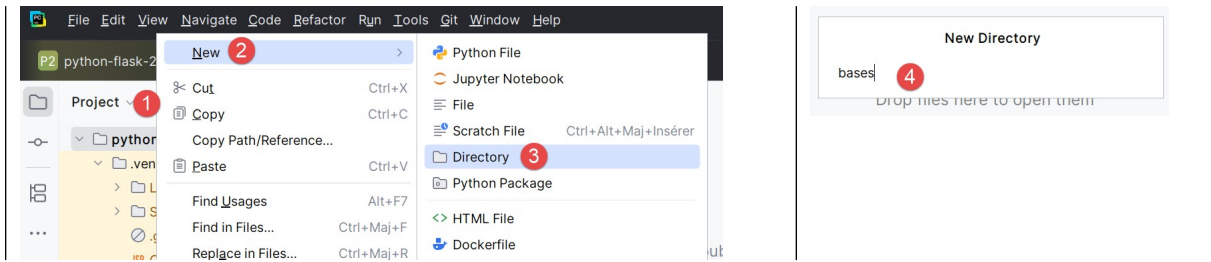 File Edit View Navigate Code Refactor Run Tools Git Window Help
P2 python-flask-2
Project 1
pythor
.ven
L
S
.g
New 2
Cut Ctrl+X
Copy Ctrl+C
Copy Path/Reference...
Paste Ctrl+V
Find Usages Alt+F7
Find in Files... Ctrl+Maj+F
Replace in Files... Ctrl+Maj+R
Python File
Jupyter Notebook
File
Scratch File Ctrl+Alt+Maj+Insérer
Directory 3
Python Package
HTML File
Dockerfile
New Directory
bases 4
Drop files here to open them